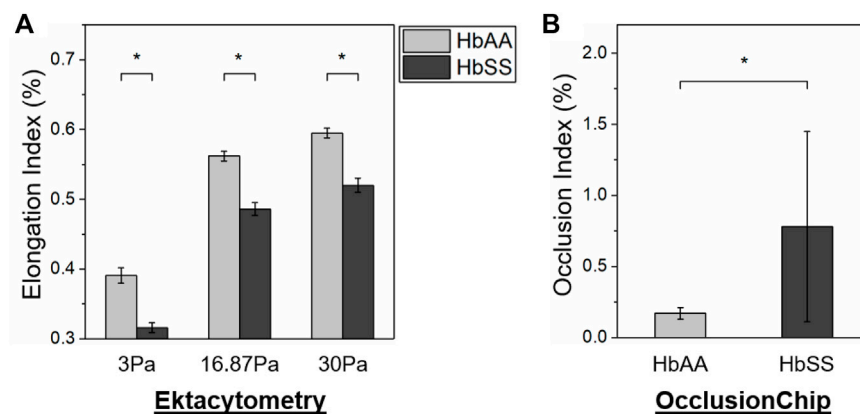 A
Elongation Index (%)
0.7
0.6
0.5
0.4
0.3
*
*
*
3Pa
16.87Pa
30Pa
Ektacytometry
HbAA
HbSS
B
Occlusion Index (%)
2.0
1.5
1.0
0.5
0.0
*
HbAA
HbSS
OcclusionChip